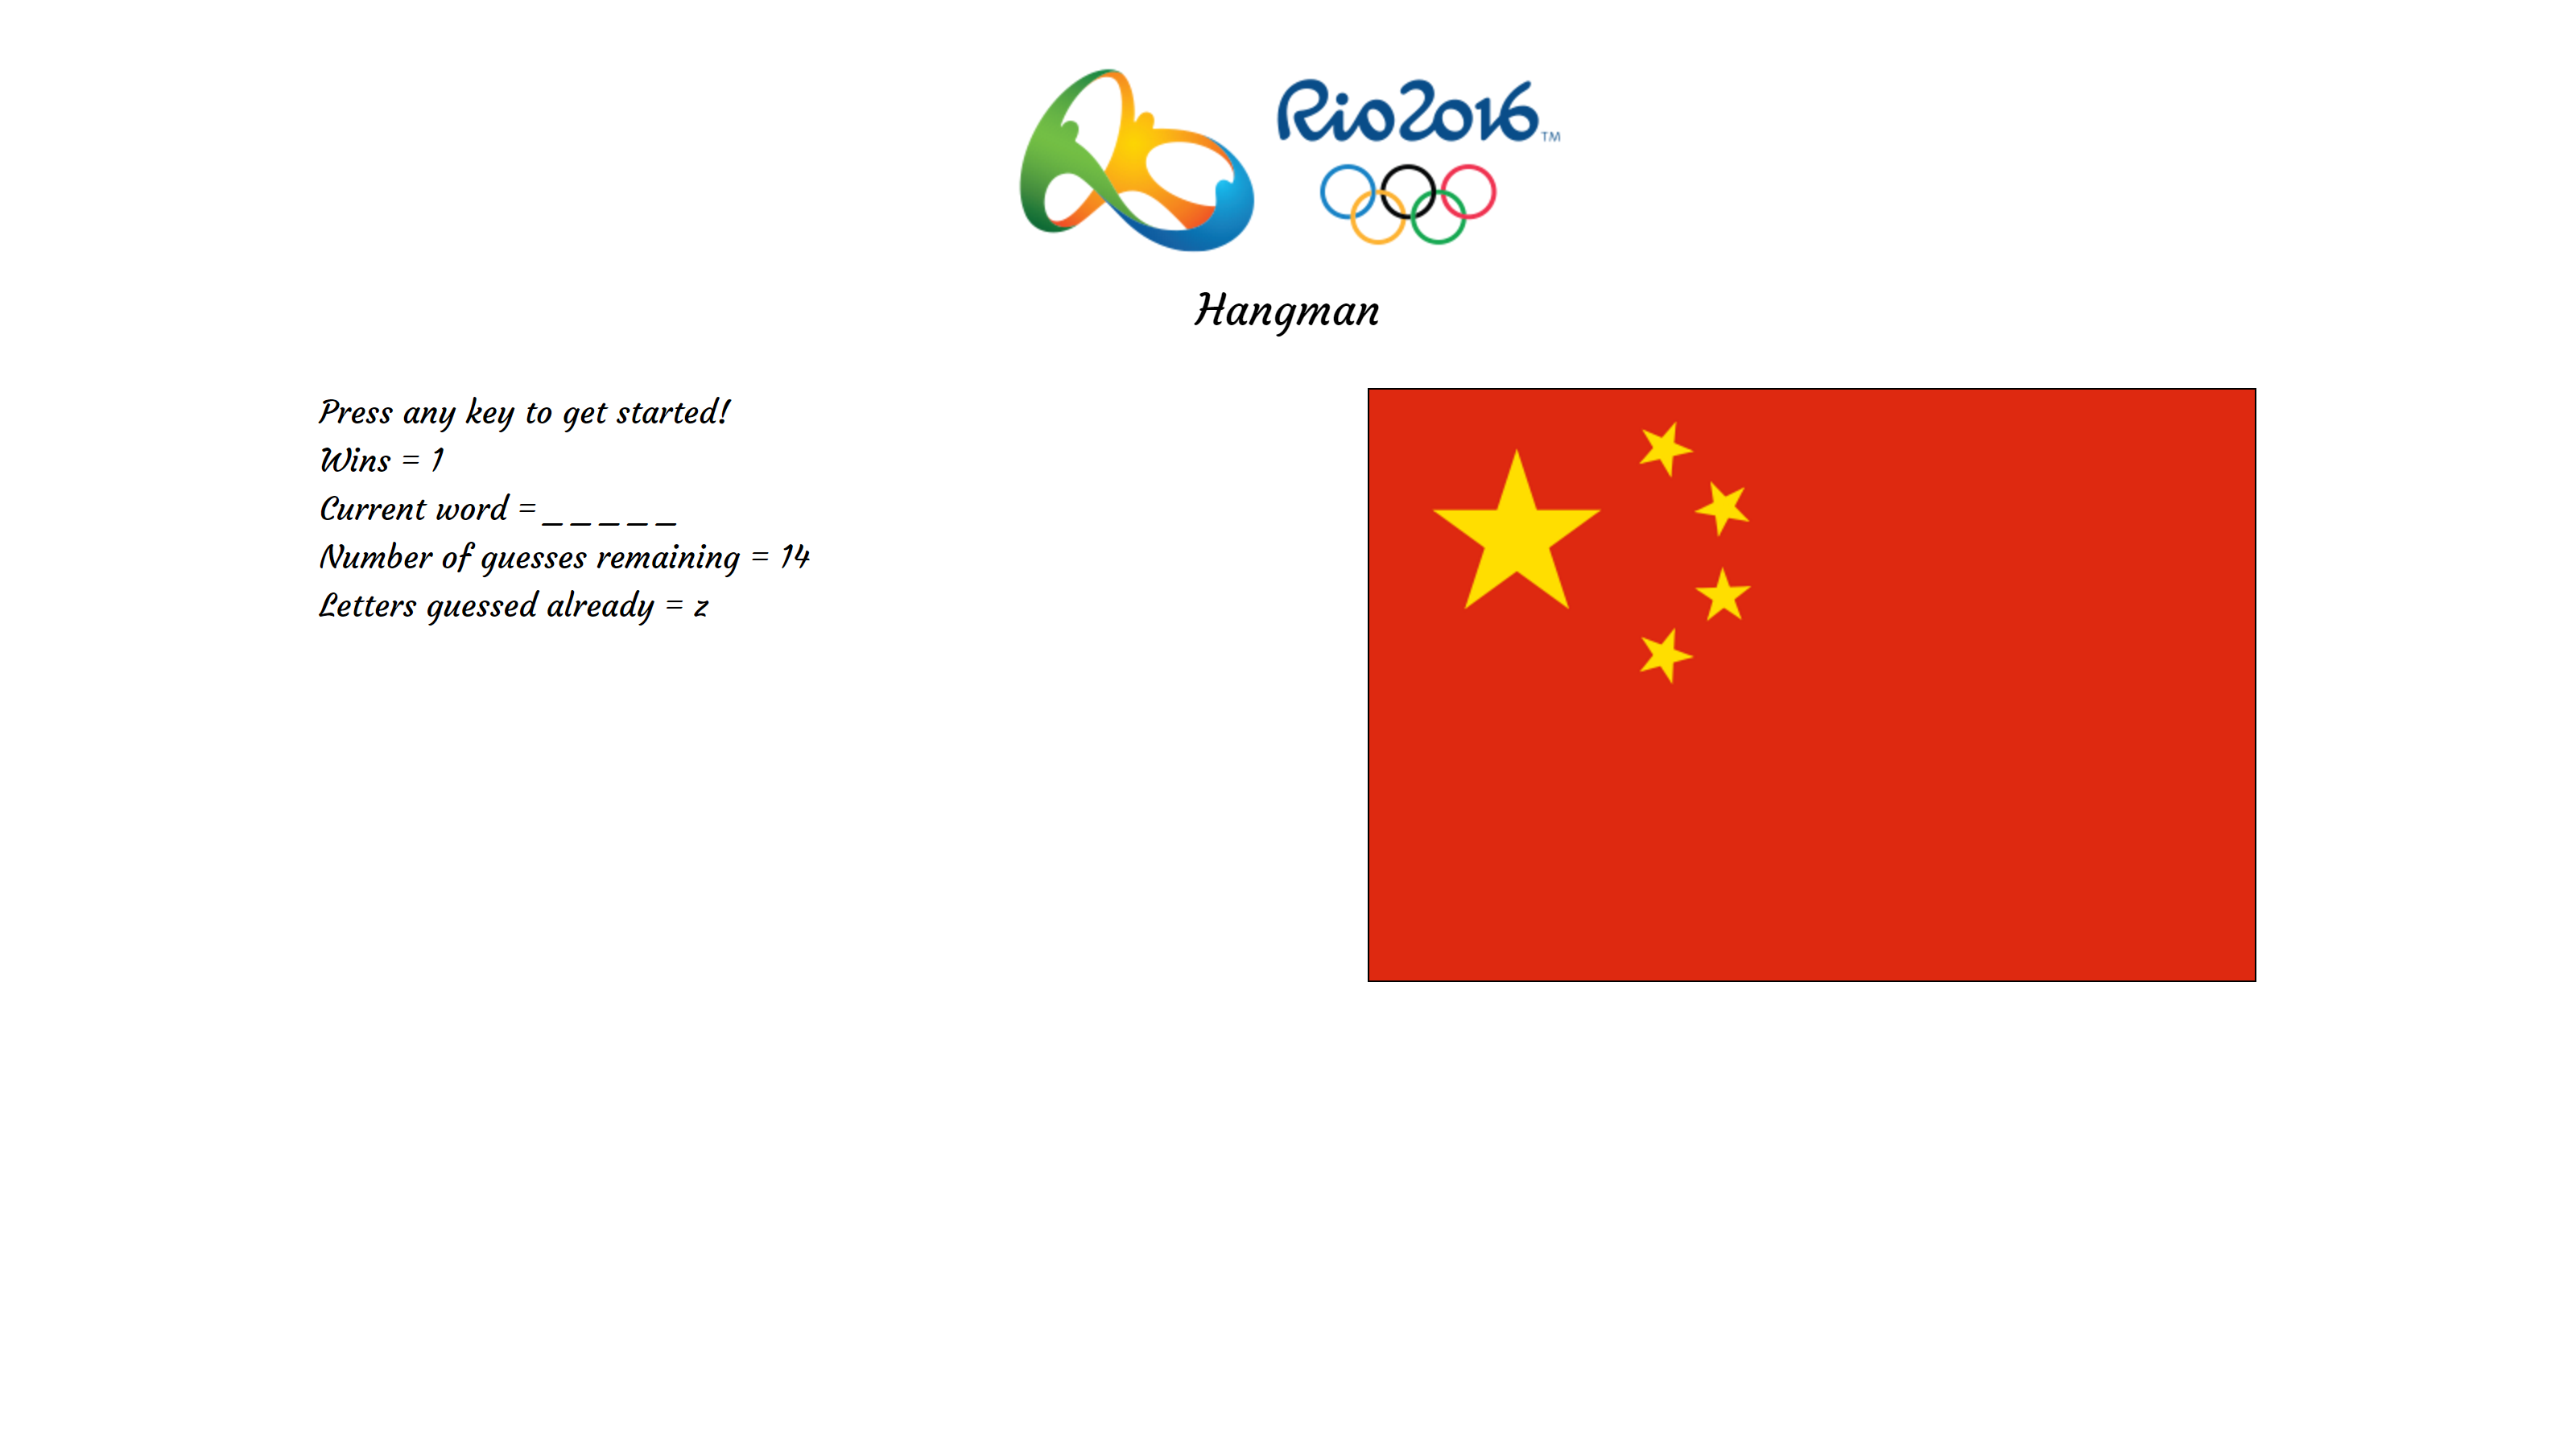 Rio2016™
Hangman
Press any key to get started!
Wins = 1
Current word = _ _ _ _ _
Number of guesses remaining = 14
Letters guessed already = z